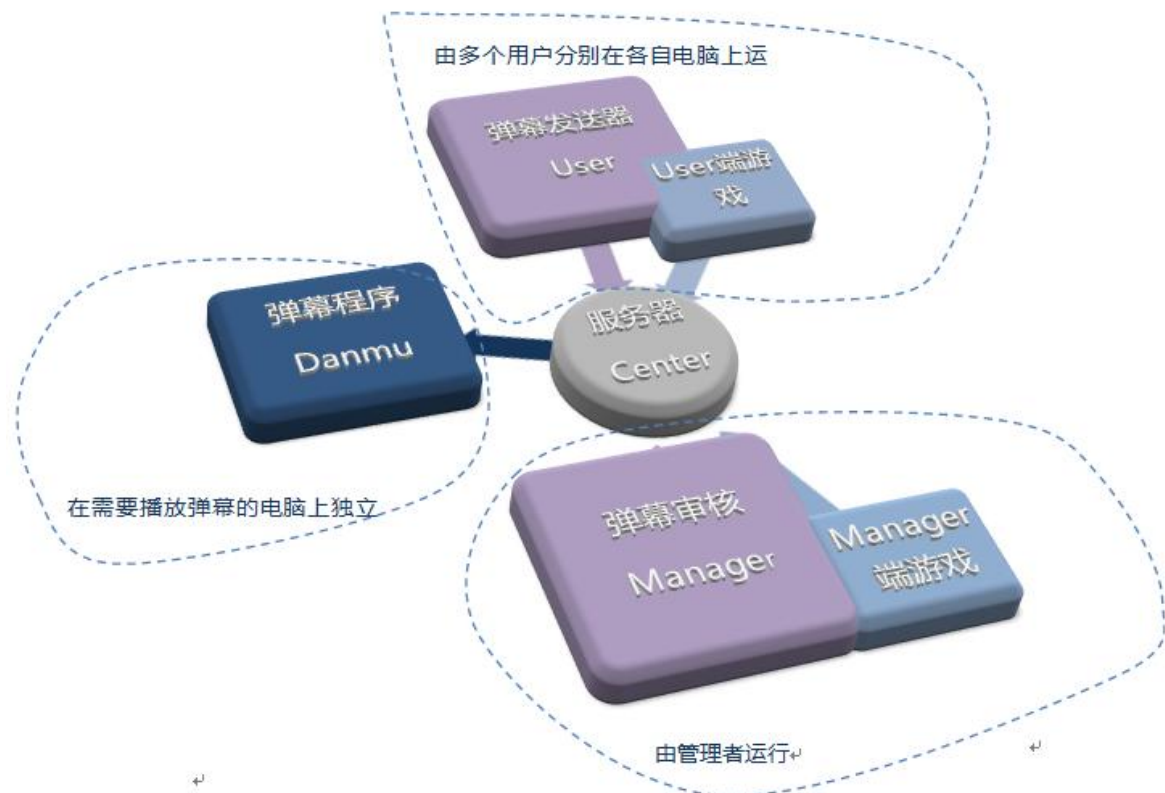 由多个用户分别在各自电脑上运
弹幕发送器
User
User端游
戏
弹幕程序
Danmu
服务器
Center
在需要播放弹幕的电脑上独立
弹幕审核
Manager
Manager
端游戏
由管理者运行